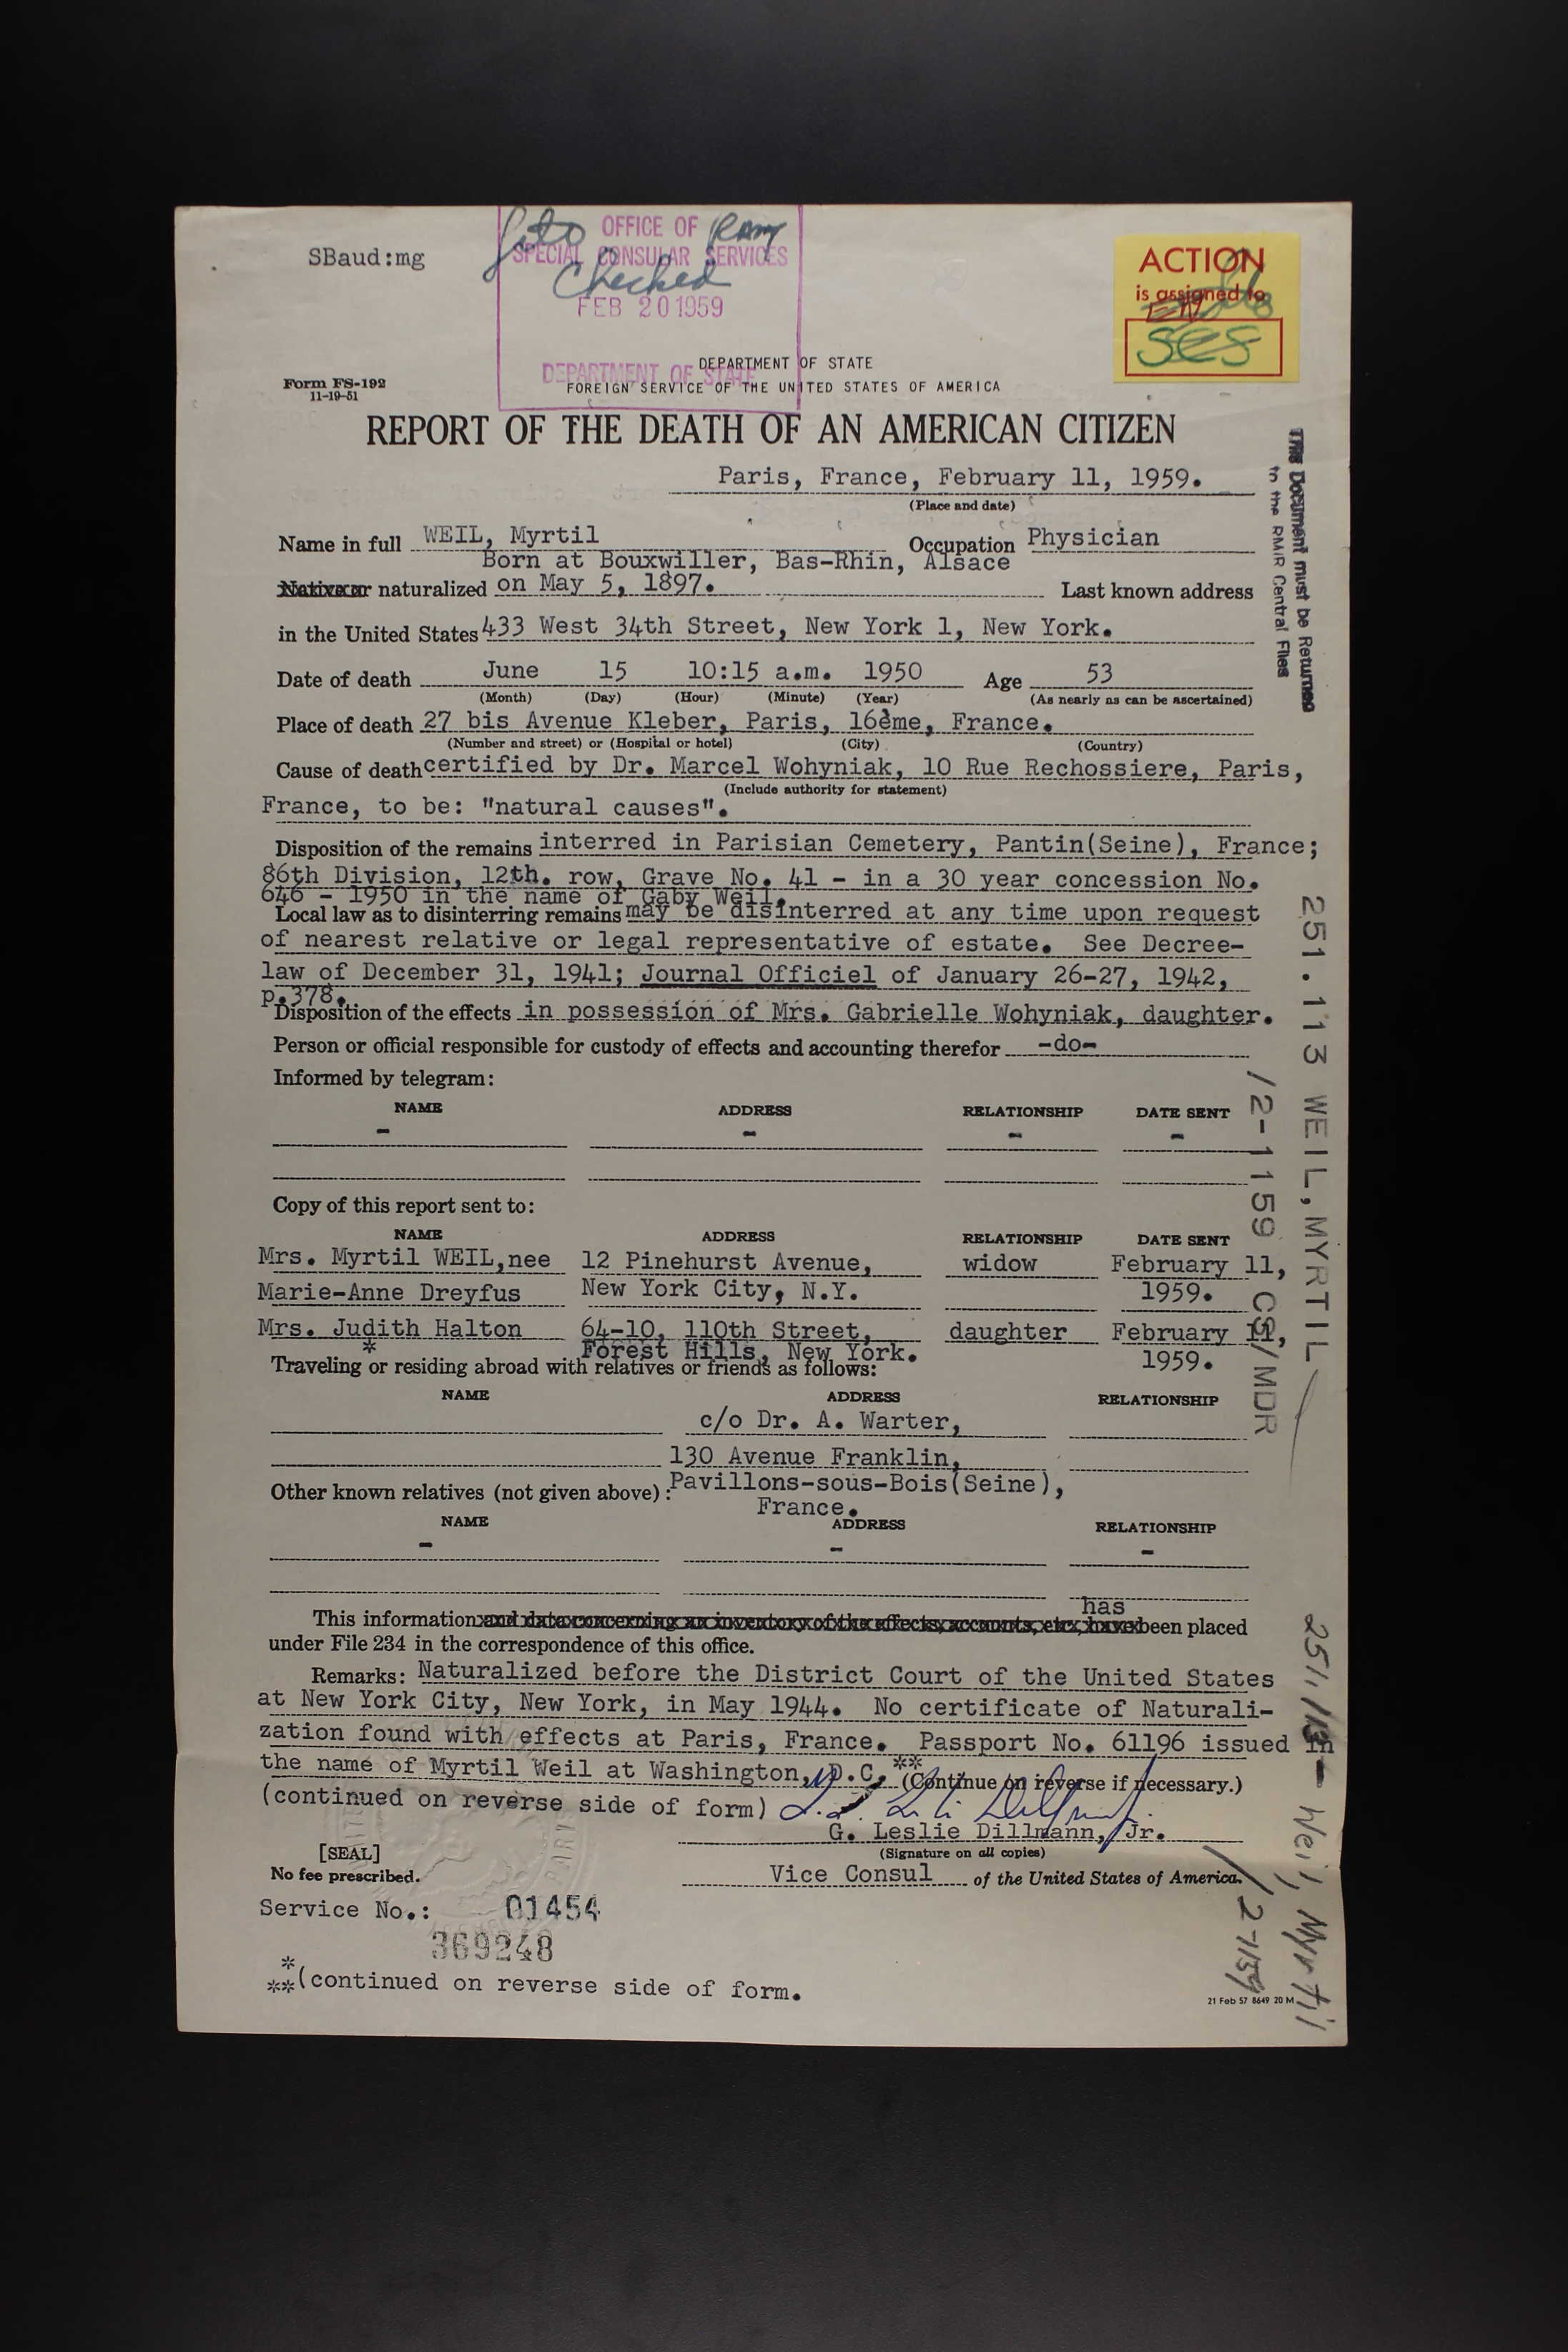 SBaud:mg
OFFICE OF
SPECIAL CONSULAR SERVICES
Checked
FEB 20 1959
DEPARTMENT OF STATE
ACTION
is assigned to
SCS
DEPARTMENT OF STATE
Form FS-192
11-19-51
FOREIGN SERVICE OF THE UNITED STATES OF AMERICA
REPORT OF THE DEATH OF AN AMERICAN CITIZEN
Paris, France, February 11, 1959.
(Place and date)
This Document must be Returned
to the RM/R Central Files
Name in full WEIL, Myrtil Occupation Physician
Born at Bouxwiller, Bas-Rhin, Alsace
Native or naturalized on May 5, 1897. Last known address
in the United States 433 West 34th Street, New York 1, New York.
Date of death June 15 10:15 a.m. 1950 Age 53
(Month) (Day) (Hour) (Minute) (Year) (As nearly as can be ascertained)
Place of death 27 bis Avenue Kleber, Paris, 16ème, France.
(Number and street) or (Hospital or hotel) (City) (Country)
Cause of death certified by Dr. Marcel Wohyniak, 10 Rue Rechossiere, Paris,
(Include authority for statement)
France, to be: "natural causes".
Disposition of the remains interred in Parisian Cemetery, Pantin(Seine), France;
86th Division, 12th. row, Grave No. 41 - in a 30 year concession No.
646 - 1950 in the name of Gaby Weil.
Local law as to disinterring remains may be disinterred at any time upon request
of nearest relative or legal representative of estate. See Decree-
law of December 31, 1941; Journal Officiel of January 26-27, 1942,
p.378.
Disposition of the effects in possession of Mrs. Gabrielle Wohyniak, daughter.
Person or official responsible for custody of effects and accounting therefor -do-
Informed by telegram:
NAME ADDRESS RELATIONSHIP DATE SENT
- - - -
Copy of this report sent to:
NAME ADDRESS RELATIONSHIP DATE SENT
Mrs. Myrtil WEIL,nee 12 Pinehurst Avenue, widow February 11,
Marie-Anne Dreyfus New York City, N.Y. 1959.
Mrs. Judith Halton 64-10, 110th Street, daughter February 11,
* Forest Hills, New York. 1959.
Traveling or residing abroad with relatives or friends as follows:
NAME ADDRESS RELATIONSHIP
c/o Dr. A. Warter,
130 Avenue Franklin,
Other known relatives (not given above): Pavillons-sous-Bois(Seine),
France.
NAME ADDRESS RELATIONSHIP
- - -
has
This information and data concerning an inventory of the effects, accounts, etc., have been placed
under File 234 in the correspondence of this office.
Remarks: Naturalized before the District Court of the United States
at New York City, New York, in May 1944. No certificate of Naturali-
zation found with effects at Paris, France. Passport No. 61196 issued in
the name of Myrtil Weil at Washington, D.C. ** (Continue on reverse if necessary.)
(continued on reverse side of form)
G. Leslie Dillmann, Jr.
[SEAL] (Signature on all copies)
No fee prescribed. Vice Consul of the United States of America.
Service No.: 01454
369248
*
**(continued on reverse side of form.
21 Feb 57 8649 20 M
251.113 WEIL, MYRTIL
/2-1159 CS/MDR
251.113 - Weil, Myrtil
/2-1159